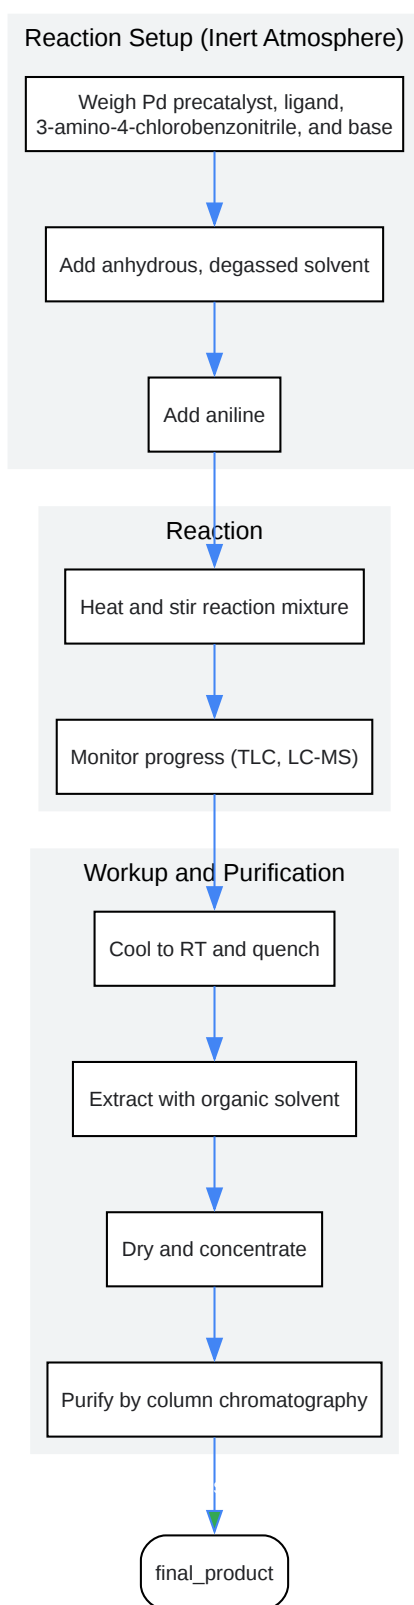 Reaction Setup (Inert Atmosphere)
Weigh Pd precatalyst, ligand,
3-amino-4-chlorobenzonitrile, and base
Add anhydrous, degassed solvent
Add aniline
Reaction
Heat and stir reaction mixture
Monitor progress (TLC, LC-MS)
Workup and Purification
Cool to RT and quench
Extract with organic solvent
Dry and concentrate
Purify by column chromatography
final_product